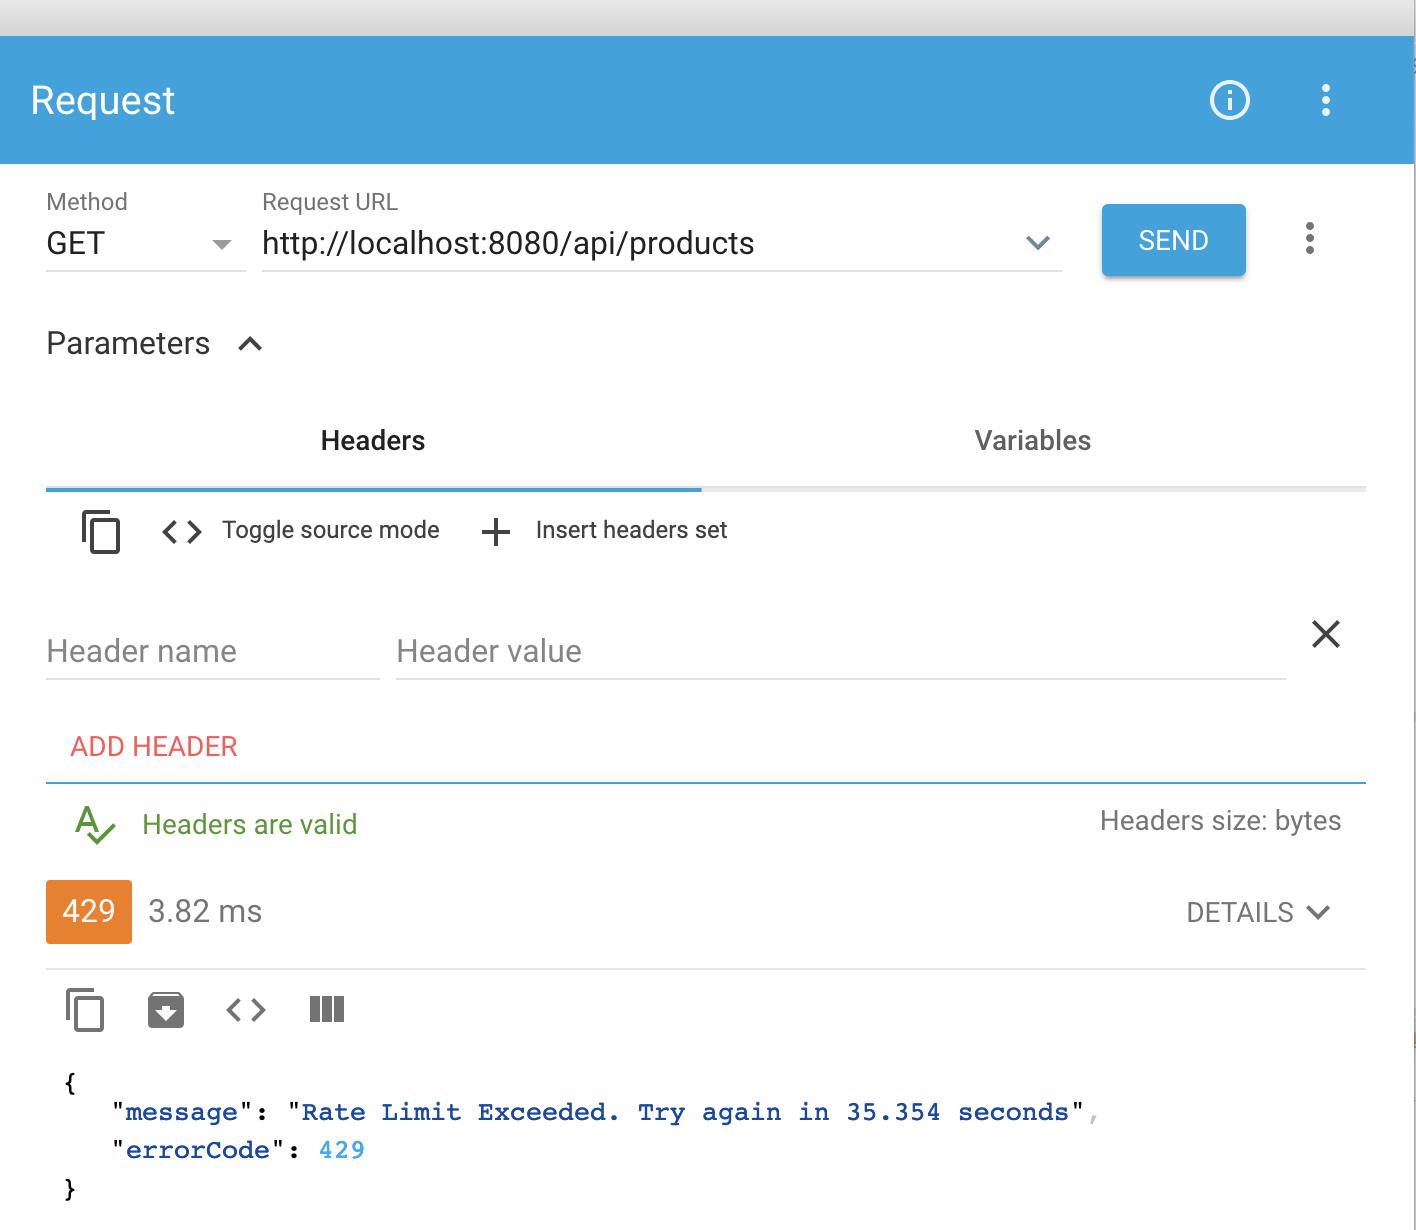 Request
Method
Request URL
GET
http://localhost:8080/api/products
SEND
Parameters
Headers
Variables
Toggle source mode
Insert headers set
Header name
Header value
ADD HEADER
Headers are valid
Headers size: bytes
429
3.82 ms
DETAILS
{
"message": "Rate Limit Exceeded. Try again in 35.354 seconds",
"errorCode": 429
}